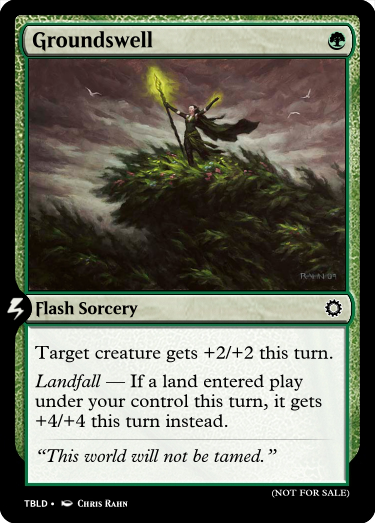 Groundswell
Flash Sorcery
Target creature gets +2/+2 this turn.
Landfall — If a land entered play
under your control this turn, it gets
+4/+4 this turn instead.
“This world will not be tamed.”
(NOT FOR SALE)
TBLD • Chris Rahn